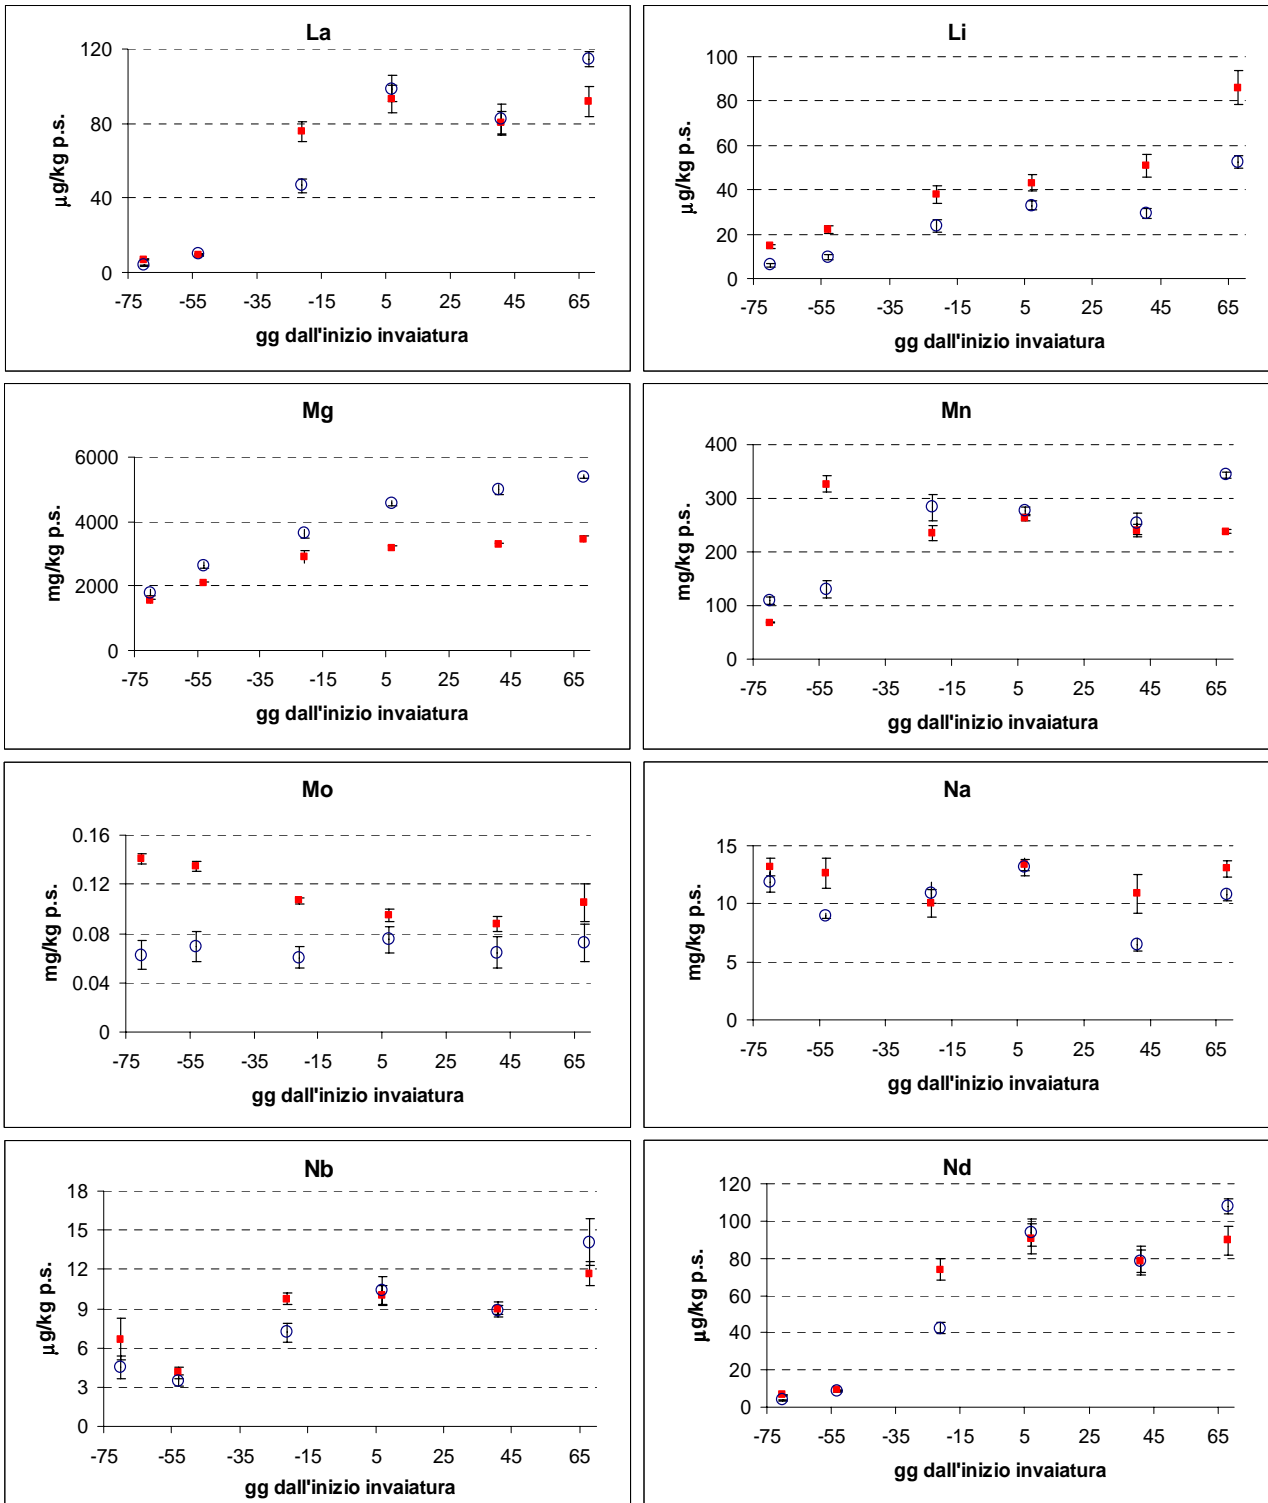 La
120
80
40
0
µg/kg p.s.
-75 -55 -35 -15 5 25 45 65
gg dall'inizio invaiatura
Li
100
80
60
40
20
0
µg/kg p.s.
-75 -55 -35 -15 5 25 45 65
gg dall'inizio invaiatura
Mg
6000
4000
2000
0
mg/kg p.s.
-75 -55 -35 -15 5 25 45 65
gg dall'inizio invaiatura
Mn
400
300
200
100
0
mg/kg p.s.
-75 -55 -35 -15 5 25 45 65
gg dall'inizio invaiatura
Mo
0.16
0.12
0.08
0.04
0
mg/kg p.s.
-75 -55 -35 -15 5 25 45 65
gg dall'inizio invaiatura
Na
15
10
5
0
mg/kg p.s.
-75 -55 -35 -15 5 25 45 65
gg dall'inizio invaiatura
Nb
18
15
12
9
6
3
0
µg/kg p.s.
-75 -55 -35 -15 5 25 45 65
gg dall'inizio invaiatura
Nd
120
100
80
60
40
20
0
µg/kg p.s.
-75 -55 -35 -15 5 25 45 65
gg dall'inizio invaiatura